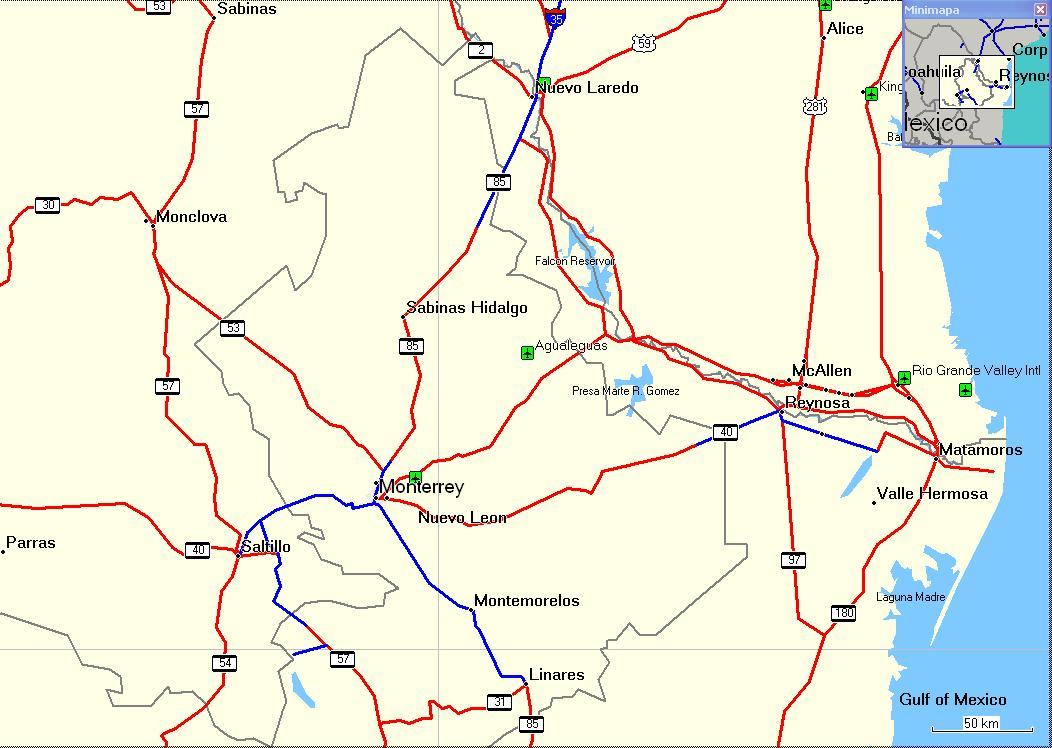 53
Sabinas
35
Minimapa
2
59
Alice
Corp
oahuila
Reynos
Nuevo Laredo
King
57
281
Mexico
Bal
85
30
Monclova
Falcon Reservoir
Sabinas Hidalgo
53
85
Agualeguas
57
McAllen
Rio Grande Valley Intl
Presa Marte R. Gomez
Reynosa
40
Matamoros
Monterrey
Valle Hermosa
Nuevo Leon
Parras
40
Saltillo
97
Laguna Madre
Montemorelos
180
54
57
Linares
31
Gulf of Mexico
85
50 km